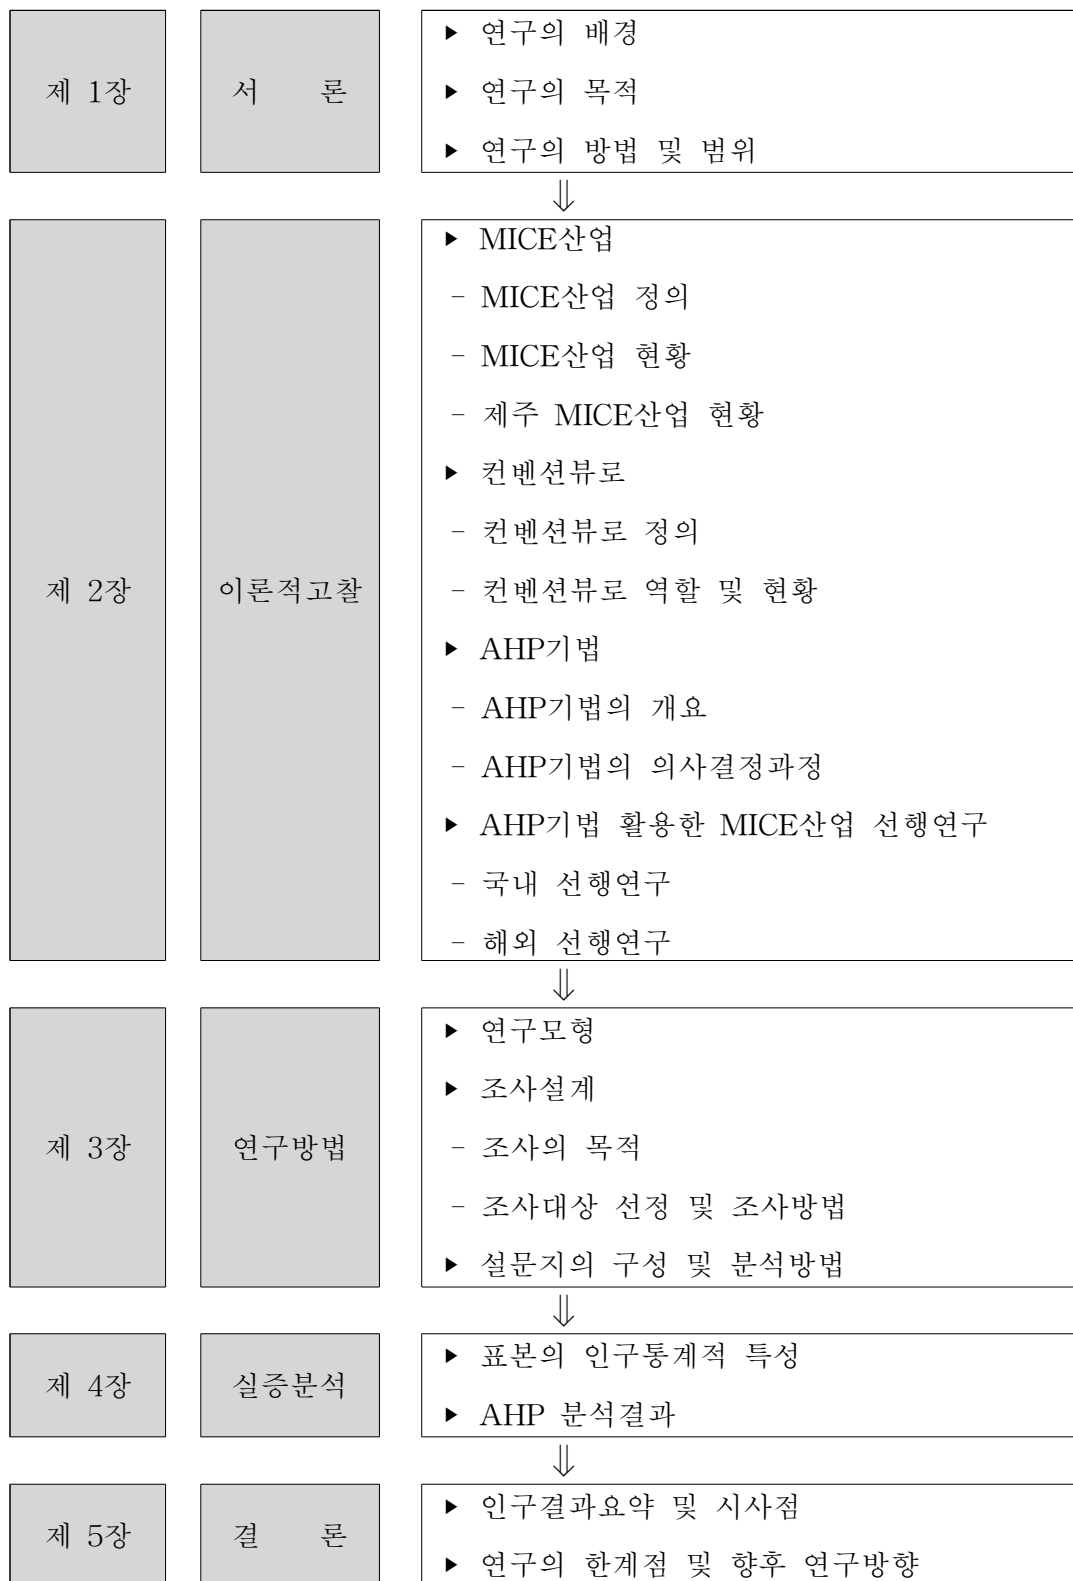 제 1장
서 론
▶ 연구의 배경
▶ 연구의 목적
▶ 연구의 방법 및 범위
⇓
제 2장
이론적고찰
▶ MICE산업
- MICE산업 정의
- MICE산업 현황
- 제주 MICE산업 현황
▶ 컨벤션뷰로
- 컨벤션뷰로 정의
- 컨벤션뷰로 역할 및 현황
▶ AHP기법
- AHP기법의 개요
- AHP기법의 의사결정과정
▶ AHP기법 활용한 MICE산업 선행연구
- 국내 선행연구
- 해외 선행연구
⇓
제 3장
연구방법
▶ 연구모형
▶ 조사설계
- 조사의 목적
- 조사대상 선정 및 조사방법
▶ 설문지의 구성 및 분석방법
⇓
제 4장
실증분석
▶ 표본의 인구통계적 특성
▶ AHP 분석결과
⇓
제 5장
결 론
▶ 인구결과요약 및 시사점
▶ 연구의 한계점 및 향후 연구방향